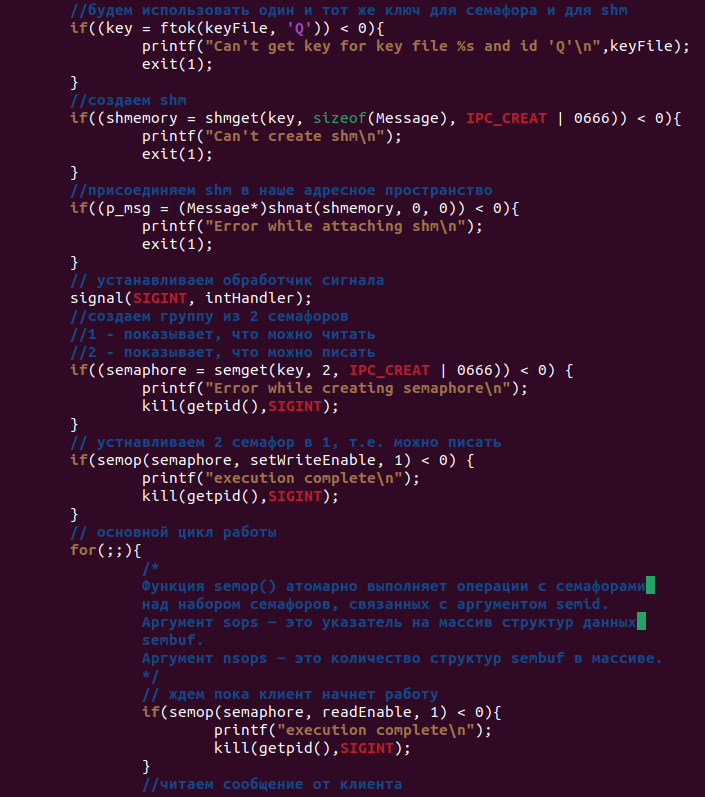 //будем использовать один и тот же ключ для семафора и для shm
if((key = ftok(keyFile, 'Q')) < 0){
printf("Can't get key for key file %s and id 'Q'\n",keyFile);
exit(1);
}
//создаем shm
if((shmemory = shmget(key, sizeof(Message), IPC_CREAT | 0666)) < 0){
printf("Can't create shm\n");
exit(1);
}
//присоединяем shm в наше адресное пространство
if((p_msg = (Message*)shmat(shmemory, 0, 0)) < 0){
printf("Error while attaching shm\n");
exit(1);
}
// устанавливаем обработчик сигнала
signal(SIGINT, intHandler);
//создаем группу из 2 семафоров
//1 - показывает, что можно читать
//2 - показывает, что можно писать
if((semaphore = semget(key, 2, IPC_CREAT | 0666)) < 0) {
printf("Error while creating semaphore\n");
kill(getpid(),SIGINT);
}
// устнавливаем 2 семафор в 1, т.е. можно писать
if(semop(semaphore, setWriteEnable, 1) < 0) {
printf("execution complete\n");
kill(getpid(),SIGINT);
}
// основной цикл работы
for(;;){
/*
Функция semop() атомарно выполняет операции с семафорами
над набором семафоров, связанных с аргументом semid.
Аргумент sops — это указатель на массив структур данных
sembuf.
Аргумент nsops — это количество структур sembuf в массиве.
*/
// ждем пока клиент начнет работу
if(semop(semaphore, readEnable, 1) < 0){
printf("execution complete\n");
kill(getpid(),SIGINT);
}
//читаем сообщение от клиента